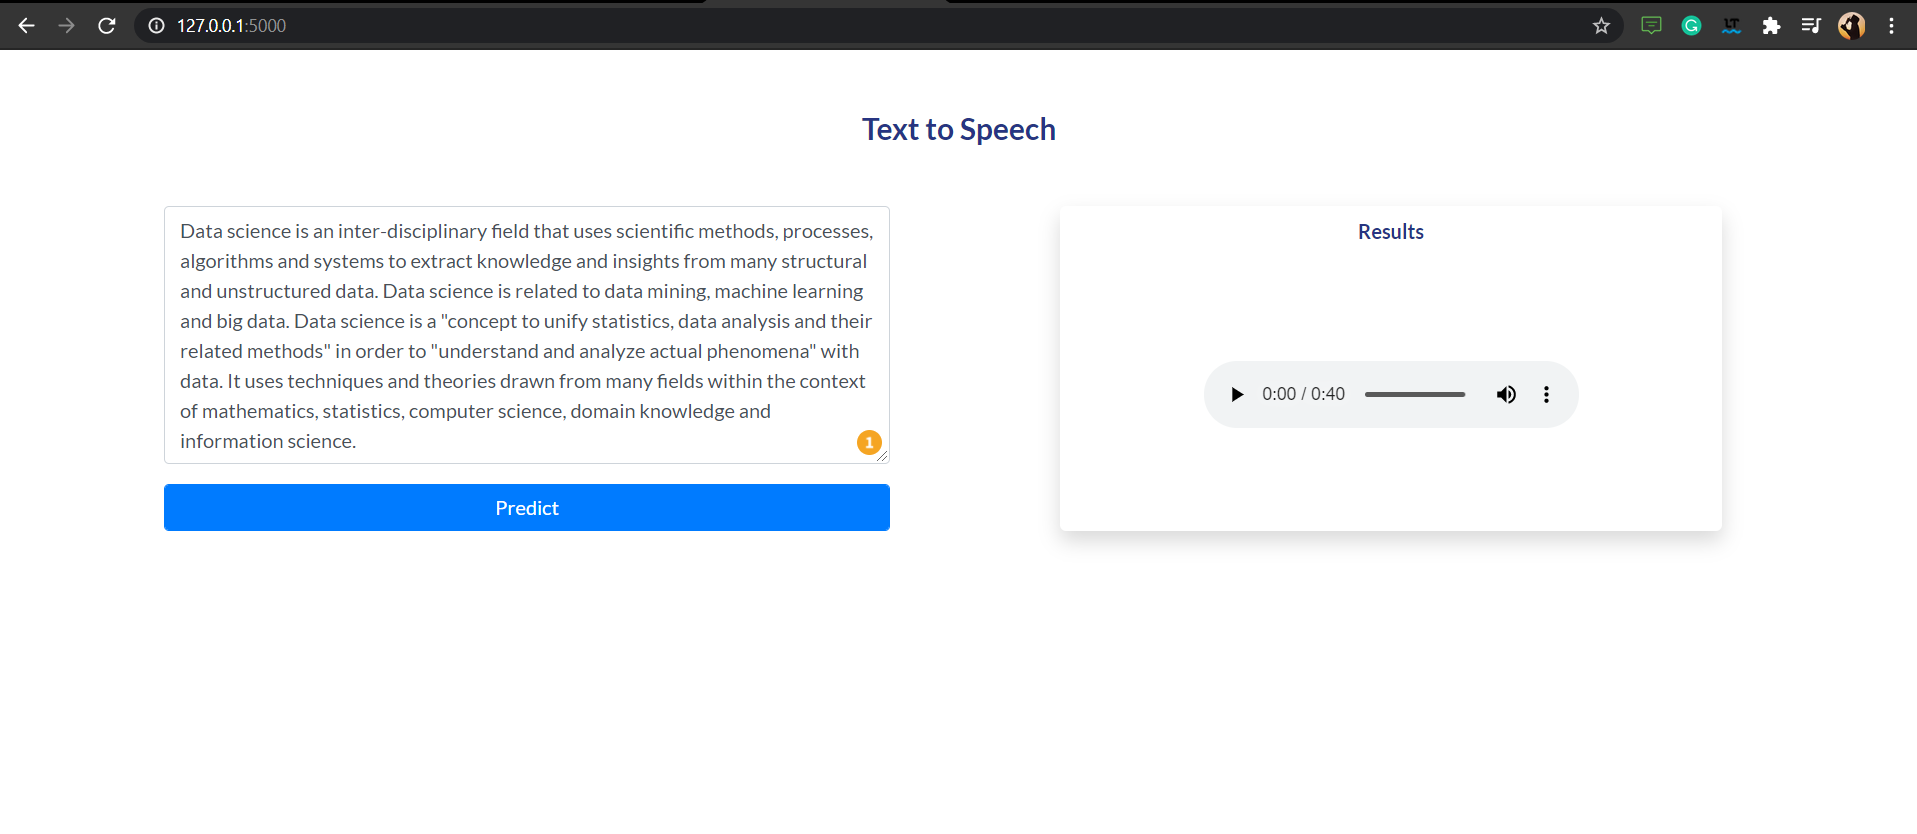 127.0.0.1:5000
Text to Speech
Data science is an inter-disciplinary field that uses scientific methods, processes,
algorithms and systems to extract knowledge and insights from many structural
and unstructured data. Data science is related to data mining, machine learning
and big data. Data science is a "concept to unify statistics, data analysis and their
related methods" in order to "understand and analyze actual phenomena" with
data. It uses techniques and theories drawn from many fields within the context
of mathematics, statistics, computer science, domain knowledge and
information science.
1
Predict
Results
0:00 / 0:40
LT